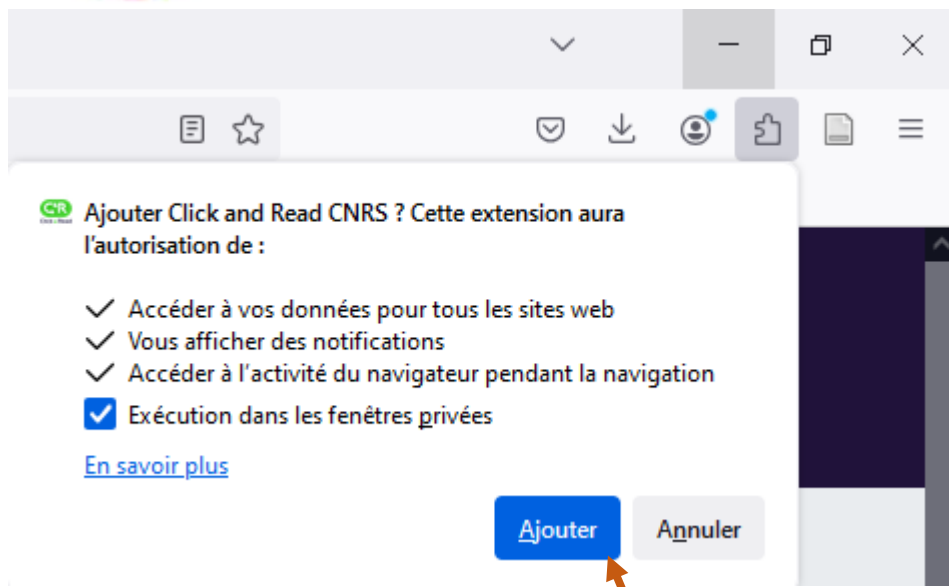 C²R
Ajouter Click and Read CNRS ? Cette extension aura
l'autorisation de :
Accéder à vos données pour tous les sites web
Vous afficher des notifications
Accéder à l'activité du navigateur pendant la navigation
Exécution dans les fenêtres privées
En savoir plus
Ajouter
Annuler